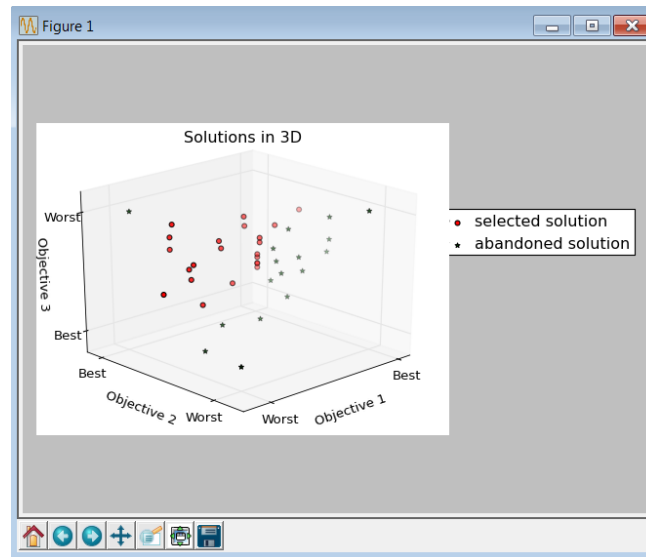 Figure 1
Solutions in 3D
Worst
Objective 3
Best
Best
Objective 2
Worst
Worst
Objective 1
Best
selected solution
abandoned solution